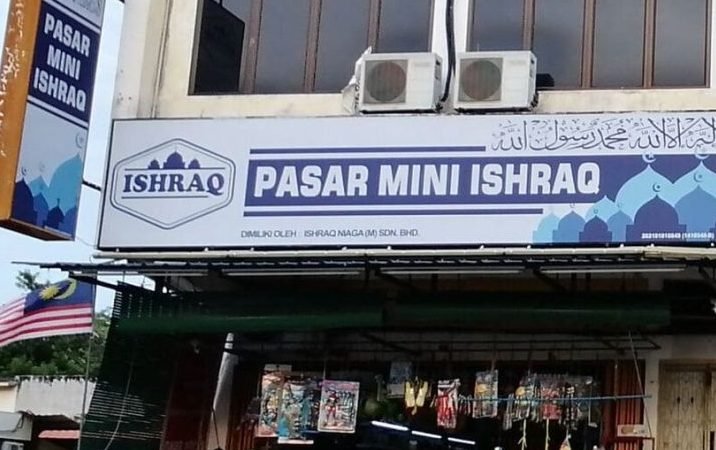 PASAR
MINI
ISHRAQ
لا إله إلا الله محمد رسول الله
ISHRAQ
PASAR MINI ISHRAQ
DIMILIKI OLEH : ISHRAQ NIAGA (M) SDN. BHD.